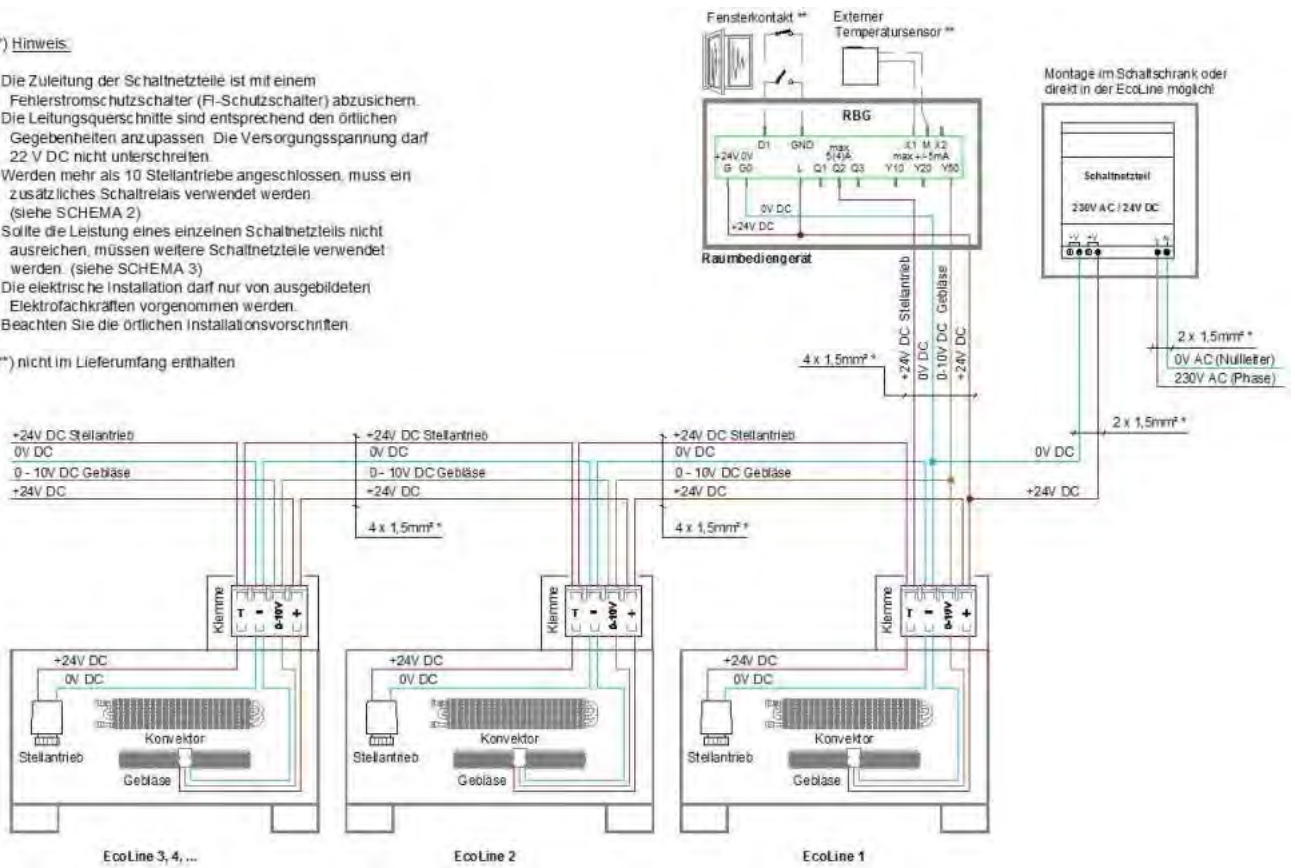 *) Hinweis:
Die Zuleitung der Schaltnetzteile ist mit einem
Fehlerstromschutzschalter (FI-Schutzschalter) abzusichern.
Die Leitungsquerschnitte sind entsprechend den örtlichen
Gegebenheiten anzupassen. Die Versorgungsspannung darf
22 V DC nicht unterschreiten.
Werden mehr als 10 Stellantriebe angeschlossen, muss ein
zusätzliches Schaltrelais verwendet werden.
(siehe SCHEMA 2)
Sollte die Leistung eines einzelnen Schaltnetzteils nicht
ausreichen, müssen weitere Schaltnetzteile verwendet
werden. (siehe SCHEMA 3)
Die elektrische Installation darf nur von ausgebildeten
Elektrofachkräften vorgenommen werden.
Beachten Sie die örtlichen Installationsvorschriften.
**) nicht im Lieferumfang enthalten
Fensterkontakt **
Externer
Temperatursensor **
RBG
D1 GND max X1 M X2
+24V 0V 5(4)A max +/-5mA
G G0 L Q1 Q2 Q3 Y10 Y20 Y50
0V DC
+24V DC
Raumbediengerät
Montage im Schaltschrank oder
direkt in der EcoLine möglich!
Schaltnetzteil
230V AC / 24V DC
-V +V L N
2 x 1,5mm² *
0V AC (Nullleiter)
230V AC (Phase)
2 x 1,5mm² *
4 x 1,5mm² *
+24V DC Stellantrieb
0V DC
0-10V DC Gebläse
+24V DC
0V DC
+24V DC
+24V DC Stellantrieb
0V DC
0 - 10V DC Gebläse
+24V DC
+24V DC Stellantrieb
0V DC
0 - 10V DC Gebläse
+24V DC
4 x 1,5mm² *
+24V DC Stellantrieb
0V DC
0 - 10V DC Gebläse
+24V DC
4 x 1,5mm² *
Klemme
T - 0-10V +
+24V DC
0V DC
Konvektor
Stellantrieb
Gebläse
EcoLine 3, 4, ...
Klemme
T - 0-10V +
+24V DC
0V DC
Konvektor
Stellantrieb
Gebläse
EcoLine 2
Klemme
T - 0-10V +
+24V DC
0V DC
Konvektor
Stellantrieb
Gebläse
EcoLine 1